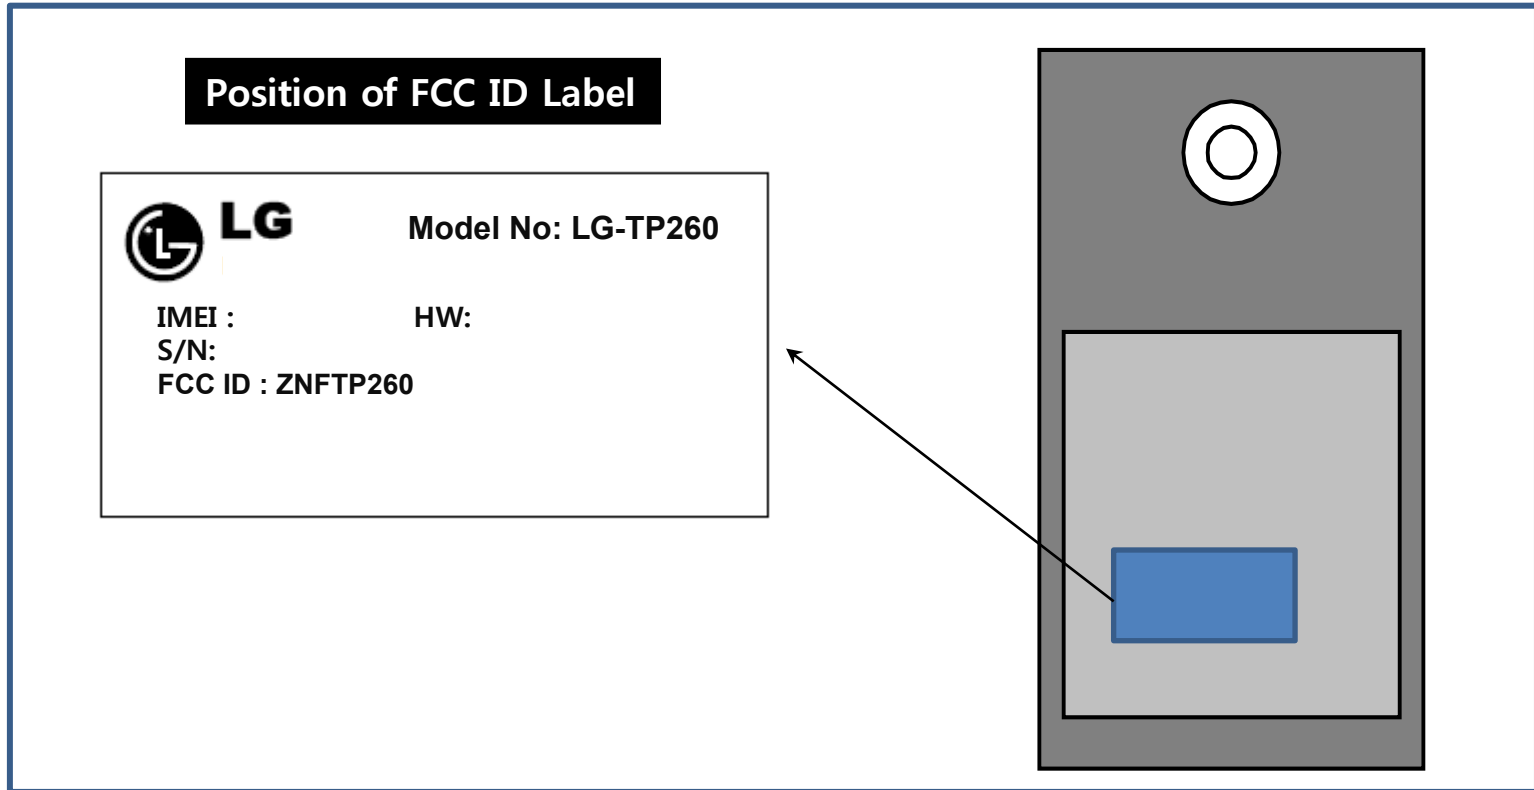 Position of FCC ID Label
LG Model No: LG-TP260
IMEI : HW:
S/N:
FCC ID : ZNFTP260